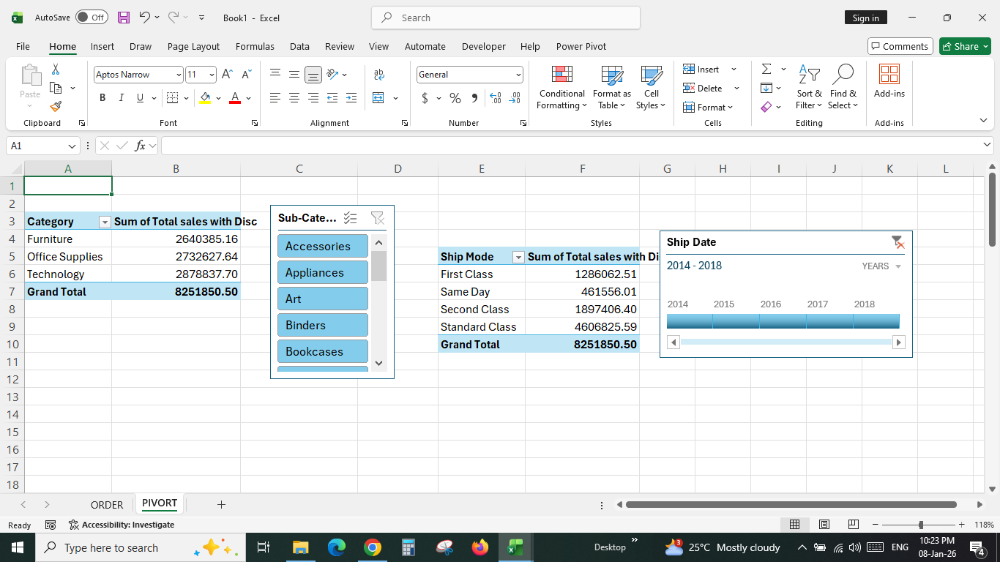 AutoSave Off Book1 - Excel Search Sign in
File Home Insert Draw Page Layout Formulas Data Review View Automate Developer Help Power Pivot Comments Share
Paste
Clipboard
Aptos Narrow 11
B I U A
Font
ab
Alignment
General
$ % 9 .00 .00
Number
Conditional Formatting
Format as Table
Cell Styles
Styles
Insert
Delete
Format
Cells
Sort & Filter
Find & Select
Editing
Add-ins
Add-ins
A1 fx
A B C D E F G H I J K L
1
2
3 Category Sum of Total sales with Disc
4 Furniture 2640385.16
5 Office Supplies 2732627.64
6 Technology 2878837.70
7 Grand Total 8251850.50
8
9
10
11
12
13
14
15
16
17
18
Sub-Cate...
Accessories
Appliances
Art
Binders
Bookcases
Ship Mode Sum of Total sales with Di
First Class 1286062.51
Same Day 461556.01
Second Class 1897406.40
Standard Class 4606825.59
Grand Total 8251850.50
Ship Date
2014 - 2018 YEARS
2014 2015 2016 2017 2018
ORDER PIVORT
Ready Accessibility: Investigate 118%
Type here to search Desktop 3 25°C Mostly cloudy ENG 10:23 PM
08-Jan-26 4